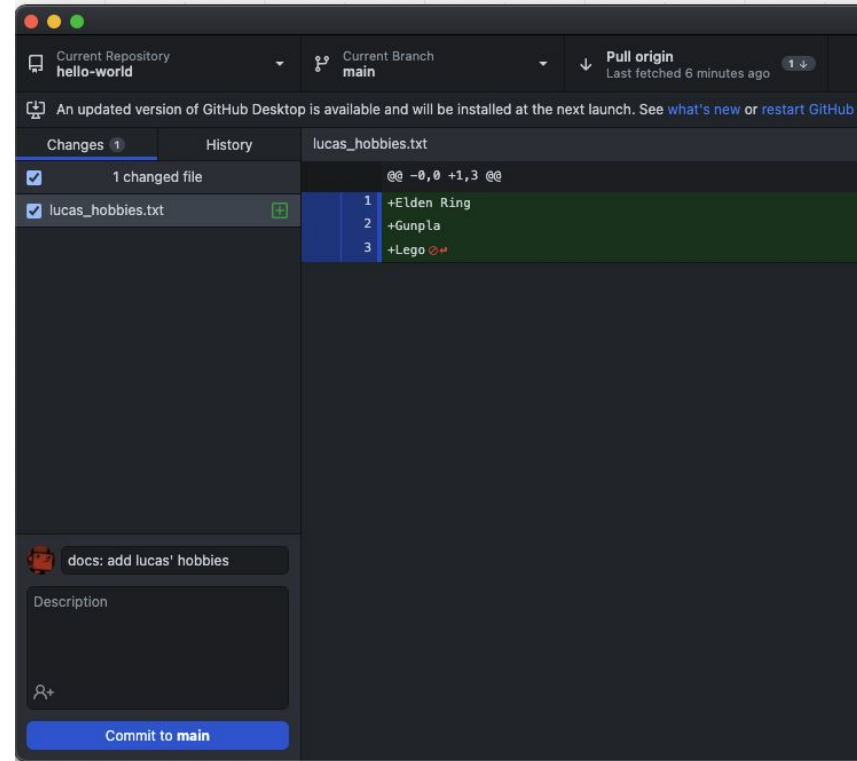 Current Repository
hello-world
Current Branch
main
Pull origin
Last fetched 6 minutes ago
1
An updated version of GitHub Desktop is available and will be installed at the next launch. See what's new or restart GitHub
Changes 1
History
lucas_hobbies.txt
1 changed file
@@ -0,0 +1,3 @@
lucas_hobbies.txt
1 +Elden Ring
2 +Gunpla
3 +Lego
docs: add lucas' hobbies
Description
Commit to main